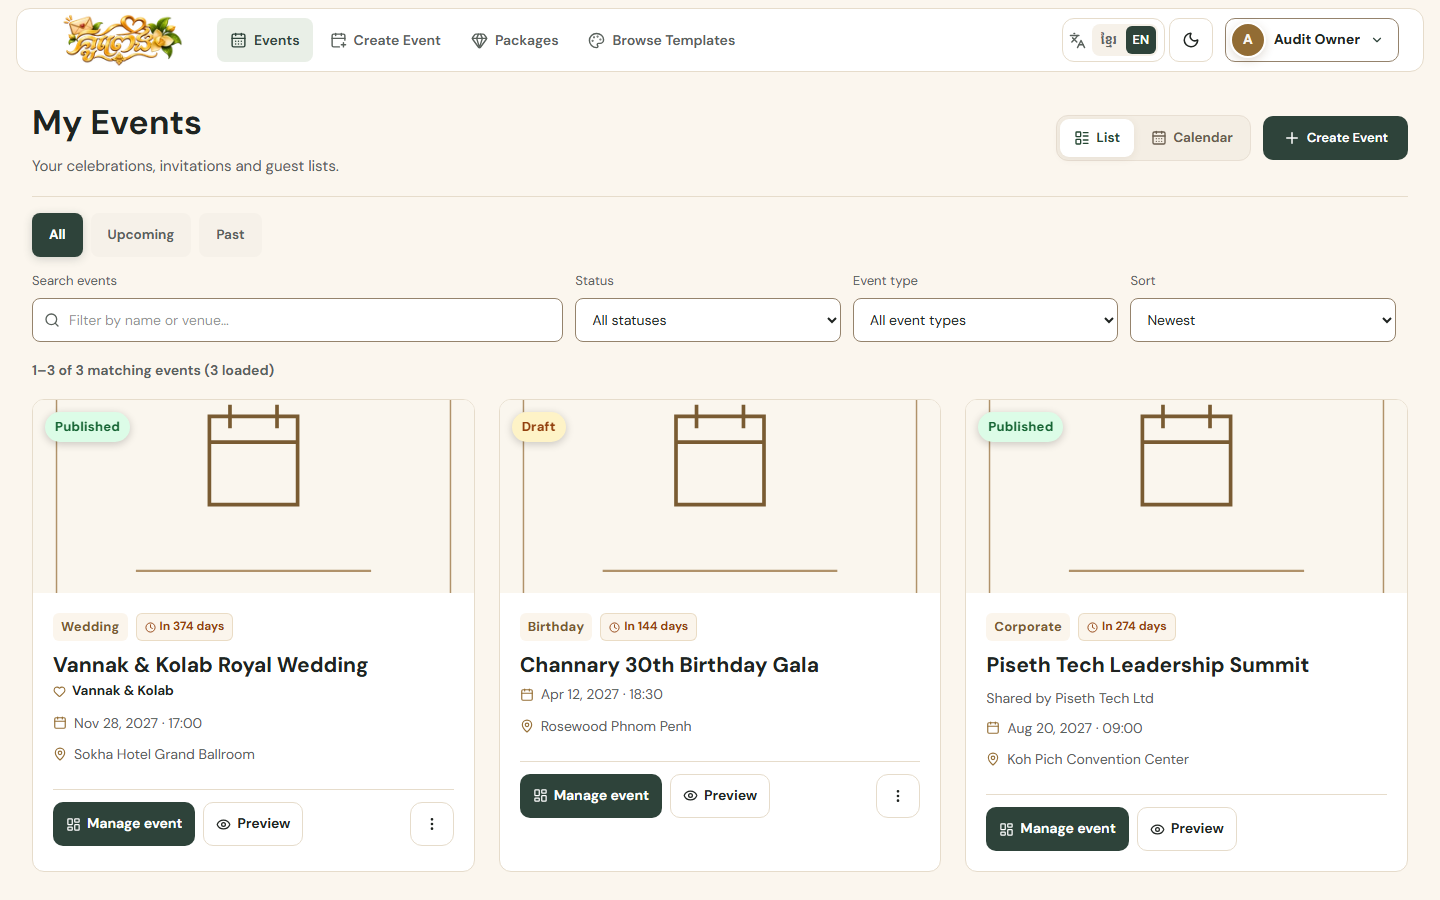 Events
Create Event
Packages
Browse Templates
ខ្មែរ
EN
A
Audit Owner
My Events
Your celebrations, invitations and guest lists.
List
Calendar
Create Event
All
Upcoming
Past
Search events
Status
Event type
Sort
Filter by name or venue…
All statuses
All event types
Newest
1–3 of 3 matching events (3 loaded)
Published
Wedding
In 374 days
Vannak & Kolab Royal Wedding
Vannak & Kolab
Nov 28, 2027 · 17:00
Sokha Hotel Grand Ballroom
Manage event
Preview
Draft
Birthday
In 144 days
Channary 30th Birthday Gala
Apr 12, 2027 · 18:30
Rosewood Phnom Penh
Manage event
Preview
Published
Corporate
In 274 days
Piseth Tech Leadership Summit
Shared by Piseth Tech Ltd
Aug 20, 2027 · 09:00
Koh Pich Convention Center
Manage event
Preview